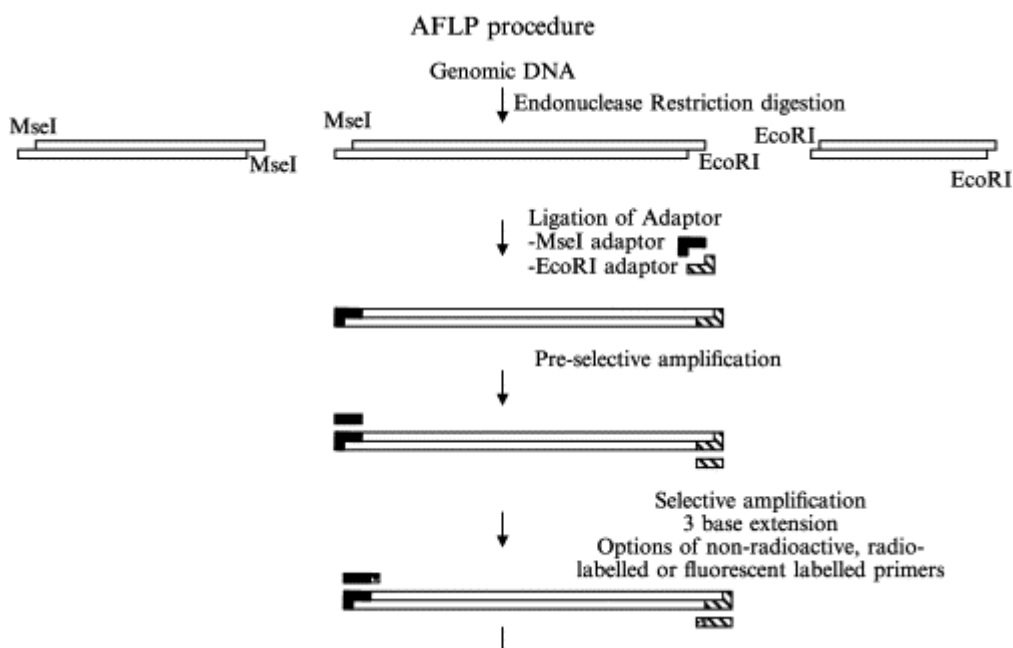 AFLP procedure
Genomic DNA
Endonuclease Restriction digestion
MseI
MseI
MseI
EcoRI
EcoRI
EcoRI
Ligation of Adaptor
-MseI adaptor
-EcoRI adaptor
Pre-selective amplification
Selective amplification
3 base extension
Options of non-radioactive, radio-
labelled or fluorescent labelled primers